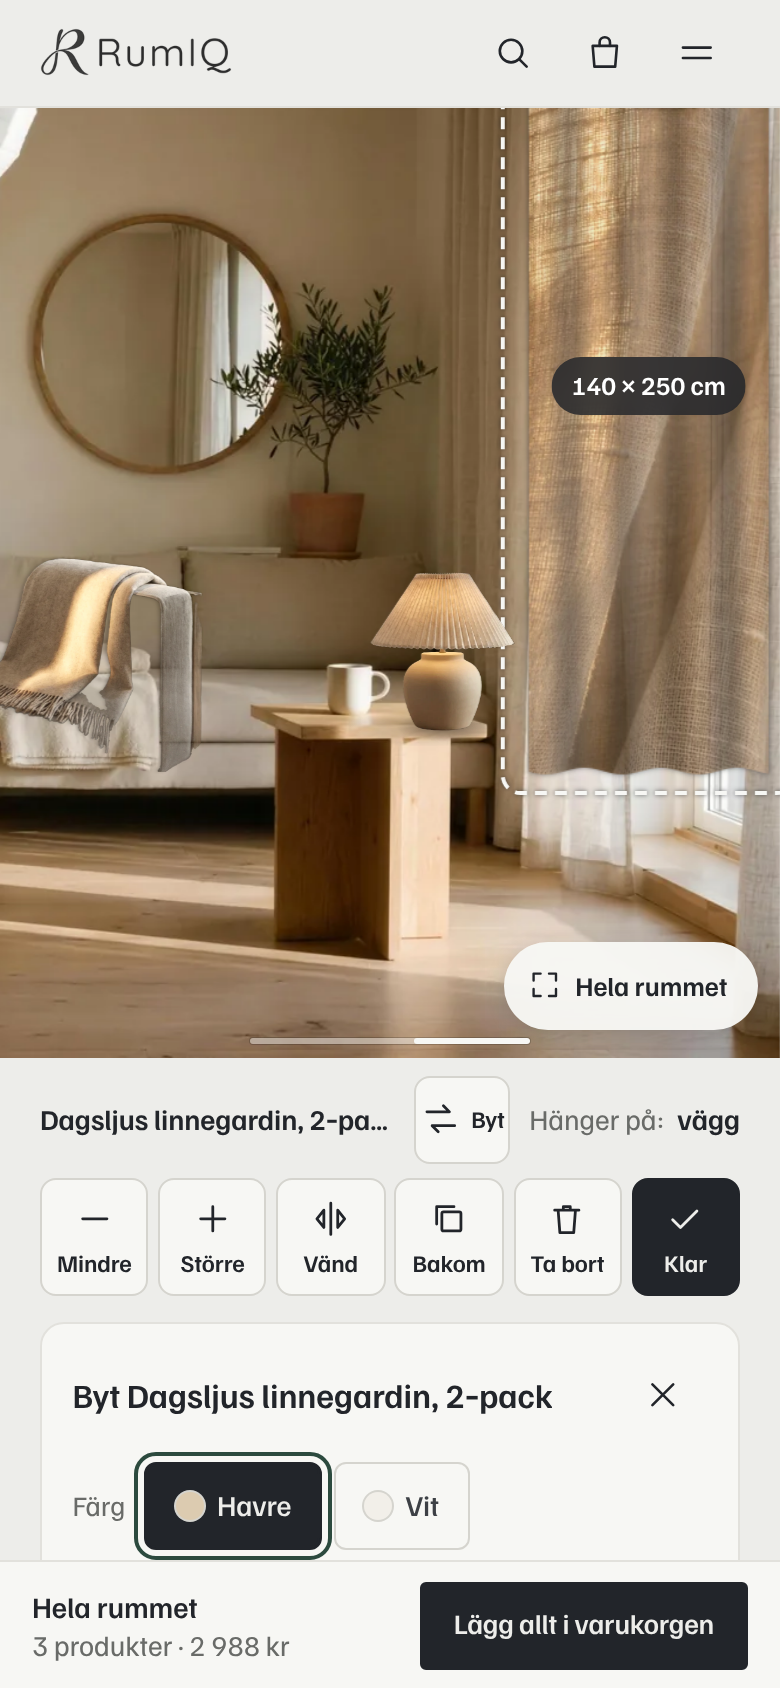 RumIQ
140 × 250 cm
Hela rummet
Dagsljus linnegardin, 2-pa...
Byt
Hänger på: vägg
Mindre
Större
Vänd
Bakom
Ta bort
Klar
Byt Dagsljus linnegardin, 2-pack
Färg
Havre
Vit
Hela rummet
3 produkter · 2 988 kr
Lägg allt i varukorgen